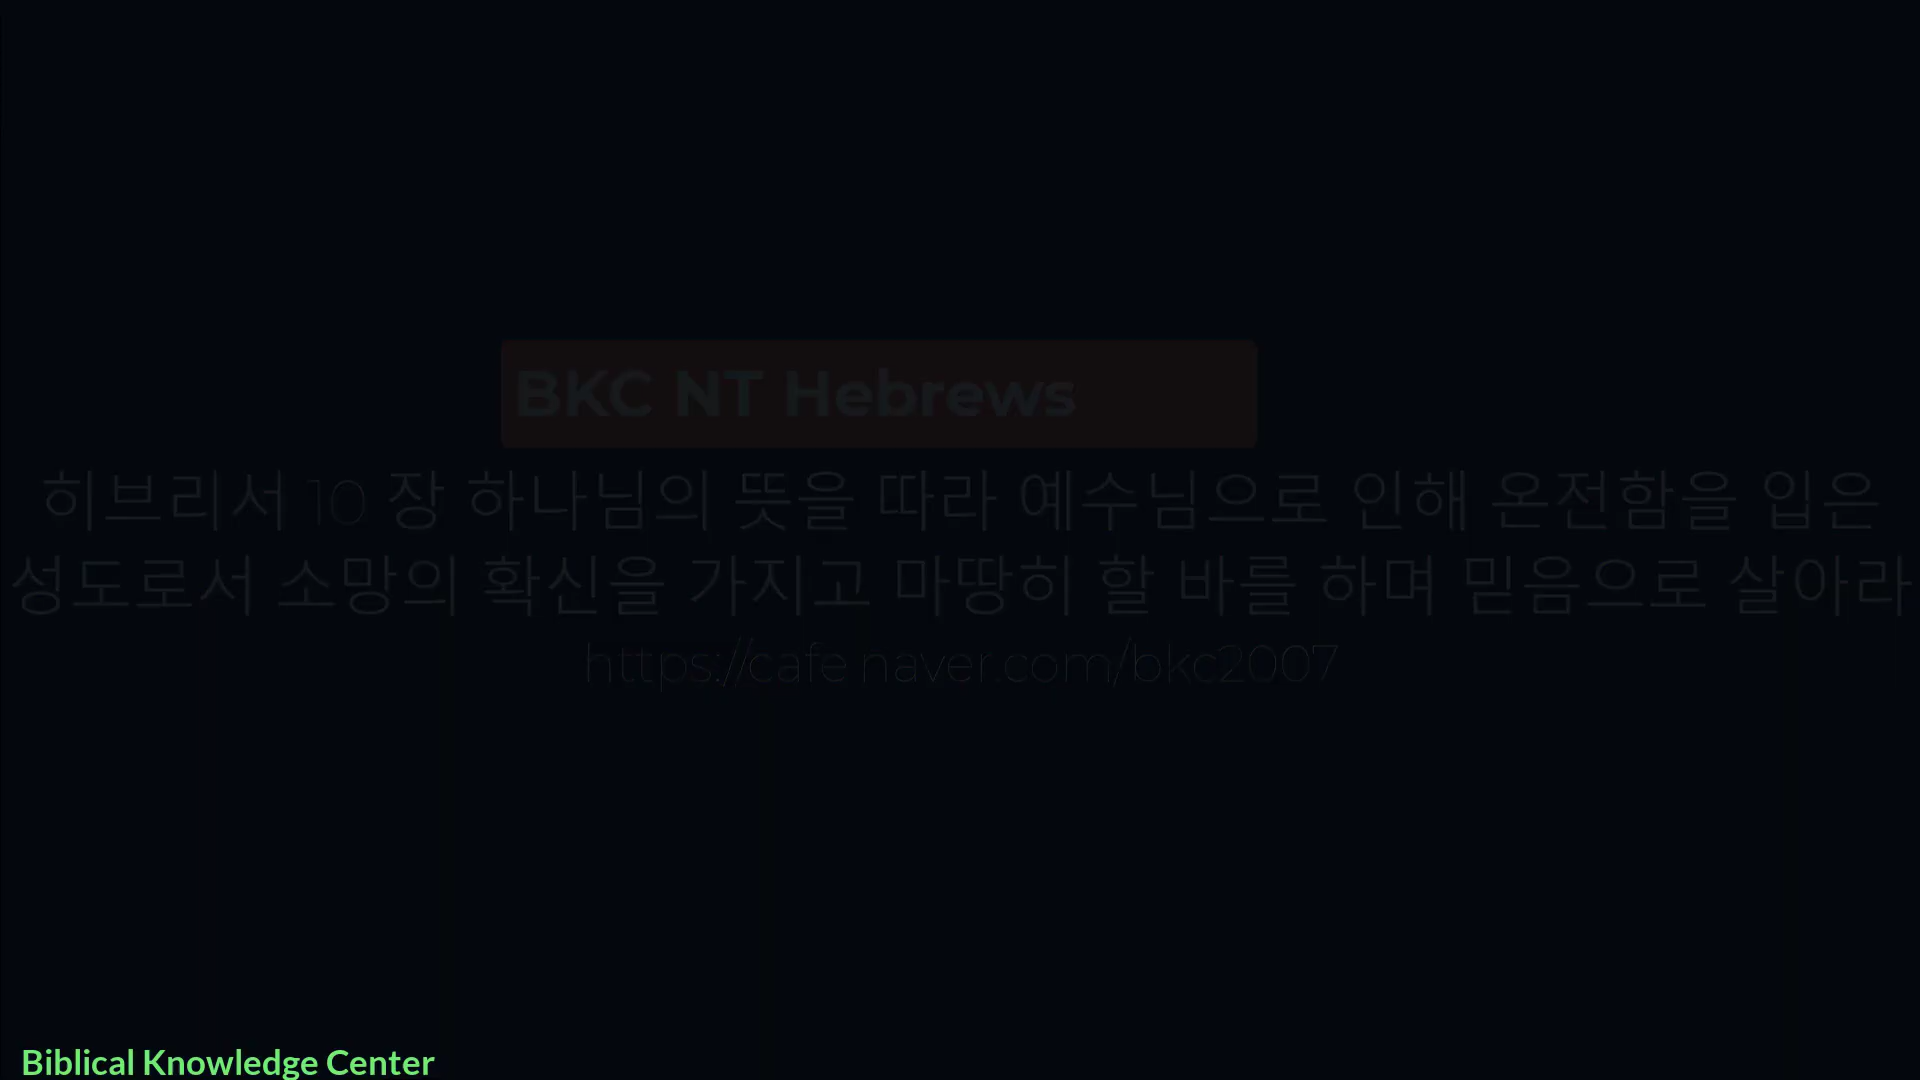 BKC NT Hebrews
히브리서 10 장 하나님의 뜻을 따라 예수님으로 인해 온전함을 입은
성도로서 소망의 확신을 가지고 마땅히 할 바를 하며 믿음으로 살아라
https://cafe.naver.com/bkc2007
Biblical Knowledge Center